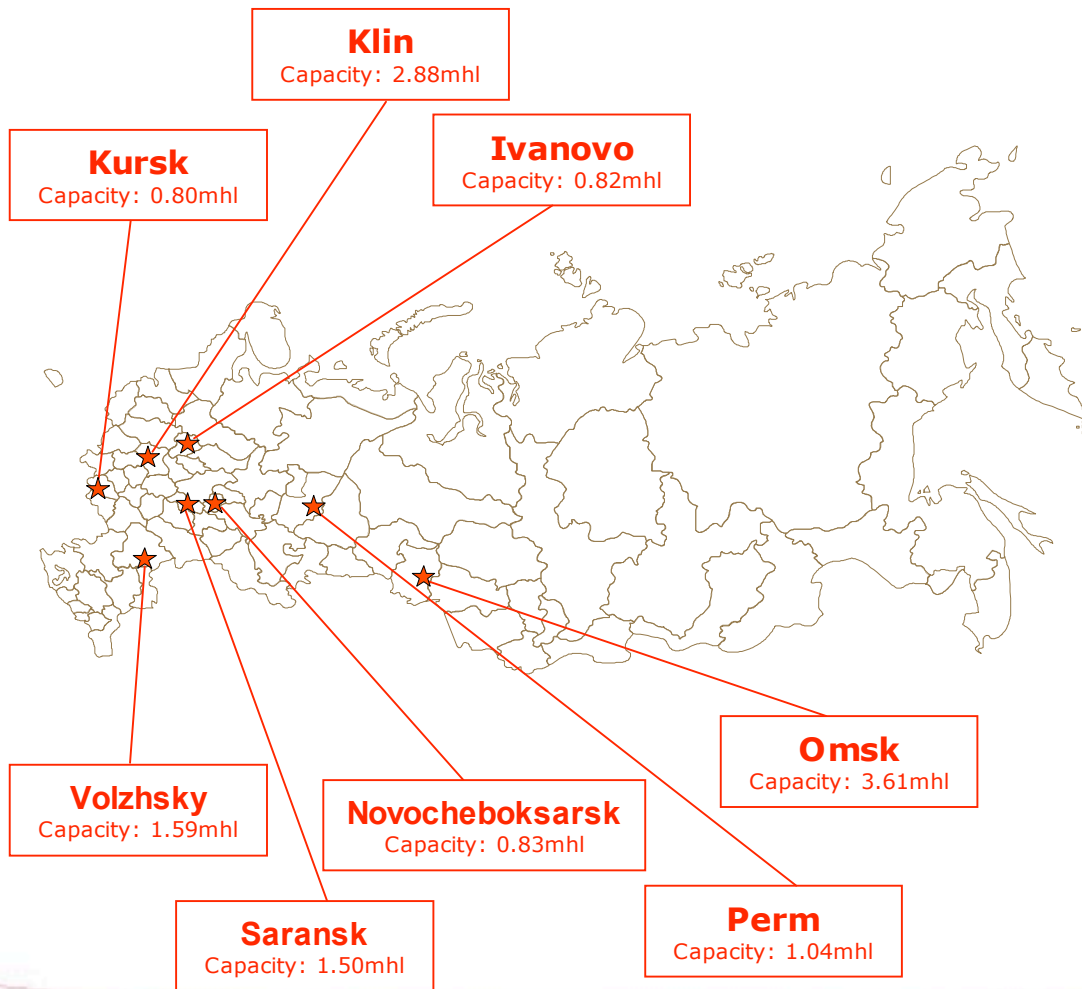 Klin
Capacity: 2.88mhl
Ivanovo
Capacity: 0.82mhl
Kursk
Capacity: 0.80mhl
Omsk
Capacity: 3.61mhl
Volzhsky
Capacity: 1.59mhl
Novocheboksarsk
Capacity: 0.83mhl
Perm
Capacity: 1.04mhl
Saransk
Capacity: 1.50mhl